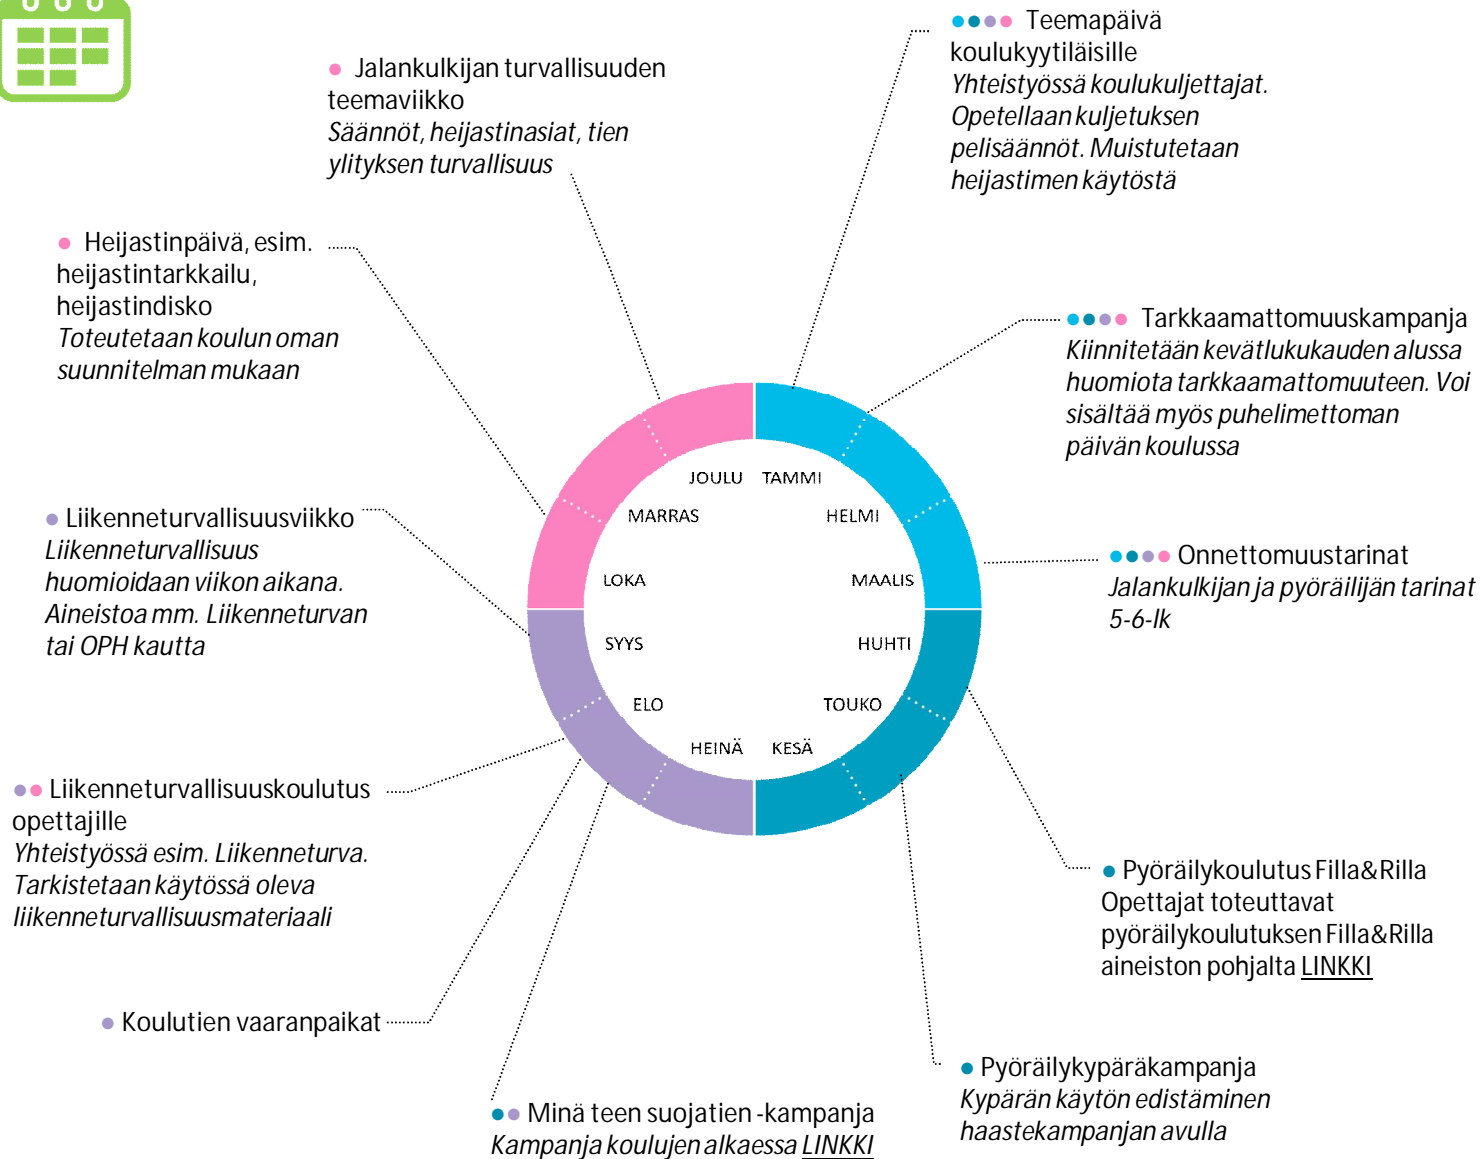 ● Jalankulkijan turvallisuuden
teemaviikko
Säännöt, heijastinasiat, tien
ylityksen turvallisuus
●●●● Teemapäivä
koulukyytiläisille
Yhteistyössä koulukuljettajat.
Opetellaan kuljetuksen
pelisäännöt. Muistutetaan
heijastimen käytöstä
● Heijastinpäivä, esim.
heijastintarkkailu,
heijastindisko
Toteutetaan koulun oman
suunnitelman mukaan
●●●● Tarkkaamattomuuskampanja
Kiinnitetään kevätlukukauden alussa
huomiota tarkkaamattomuuteen. Voi
sisältää myös puhelimettoman
päivän koulussa
● Liikenneturvallisuusviikko
Liikenneturvallisuus
huomioidaan viikon aikana.
Aineistoa mm. Liikenneturvan
tai OPH kautta
●●●● Onnettomuustarinat
Jalankulkijan ja pyöräilijän tarinat
5-6-lk
JOULU TAMMI
MARRAS HELMI
LOKA MAALIS
SYYS HUHTI
ELO TOUKO
HEINÄ KESÄ
●● Liikenneturvallisuuskoulutus
opettajille
Yhteistyössä esim. Liikenneturva.
Tarkistetaan käytössä oleva
liikenneturvallisuusmateriaali
● Pyöräilykoulutus Filla&Rilla
Opettajat toteuttavat
pyöräilykoulutuksen Filla&Rilla
aineiston pohjalta LINKKI
● Koulutien vaaranpaikat
● Pyöräilykypäräkampanja
Kypärän käytön edistäminen
haastekampanjan avulla
●● Minä teen suojatien -kampanja
Kampanja koulujen alkaessa LINKKI